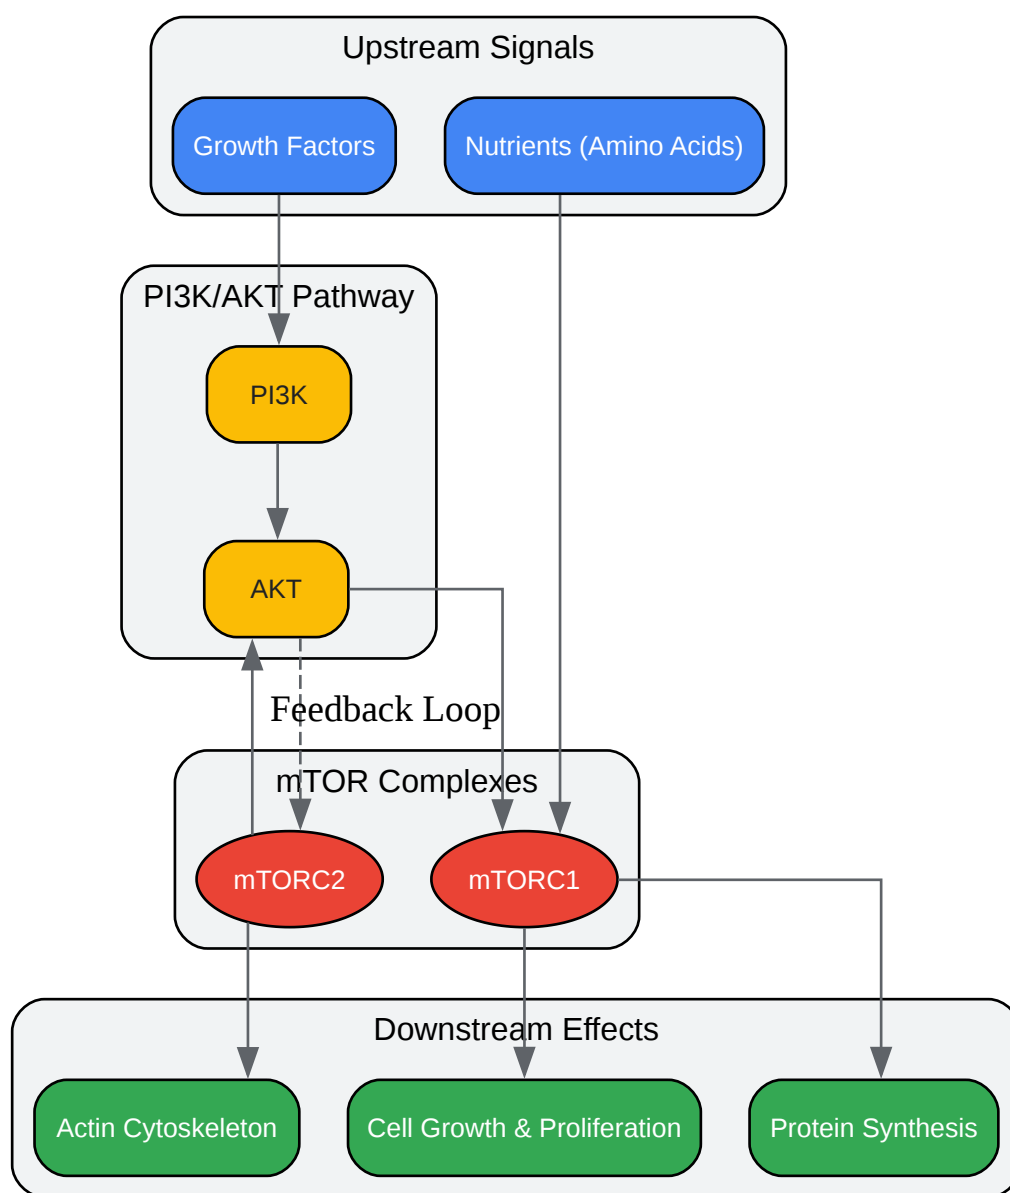 Upstream Signals
Growth Factors
Nutrients (Amino Acids)
PI3K/AKT Pathway
PI3K
AKT
Feedback Loop
mTOR Complexes
mTORC2
mTORC1
Downstream Effects
Actin Cytoskeleton
Cell Growth & Proliferation
Protein Synthesis